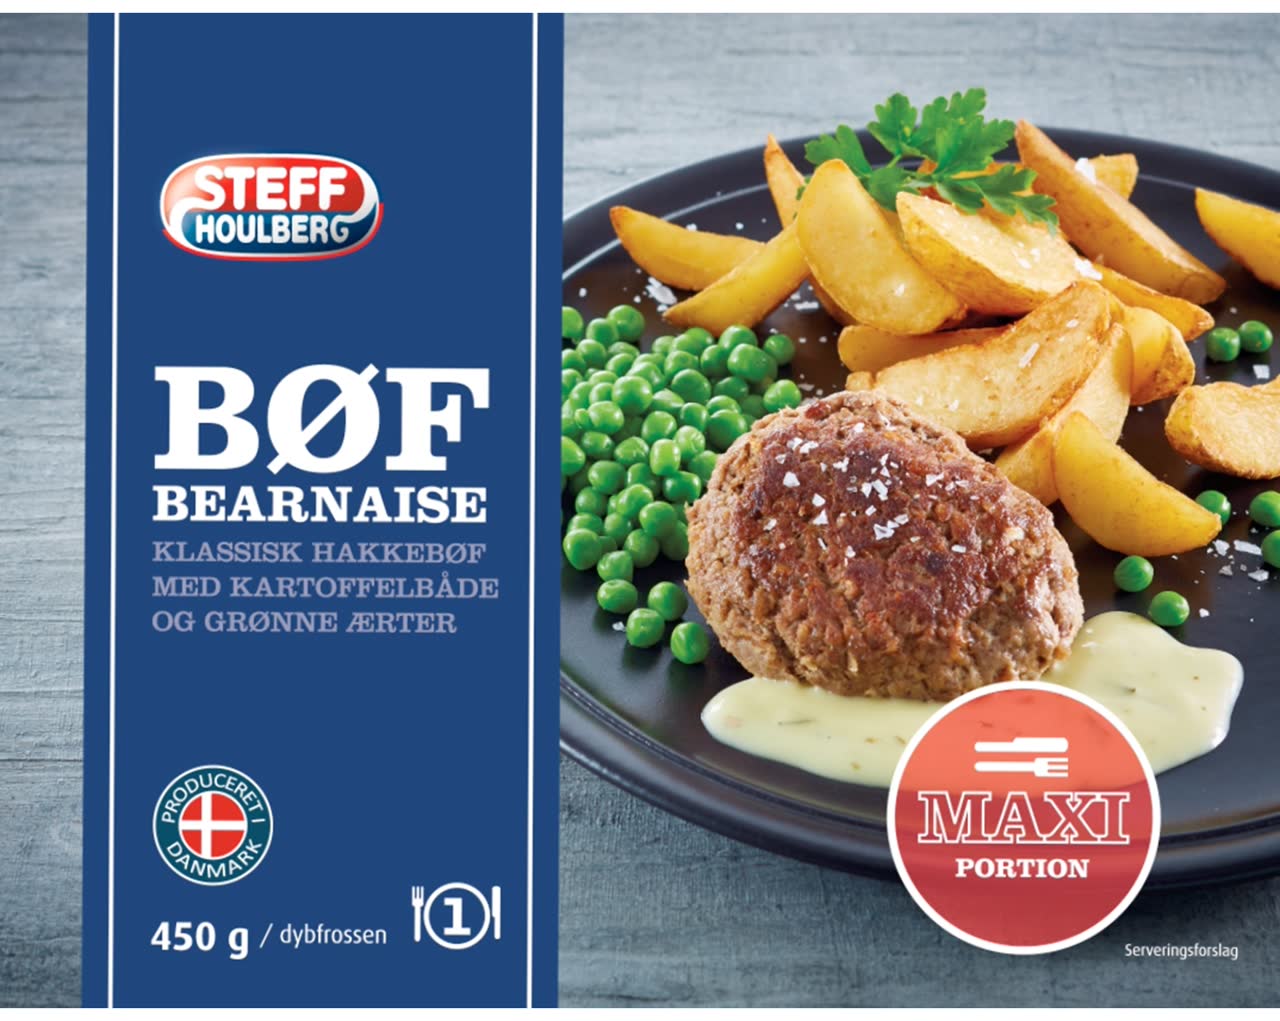 STEFF
HOULBERG
BØF
BEARNAISE
KLASSISK HAKKEBØF
MED KARTOFFELBÅDE
OG GRØNNE ÆRTER
PRODUCERET I
DANMARK
450 g / dybfrossen
1
MAXI
PORTION
Serveringsforslag